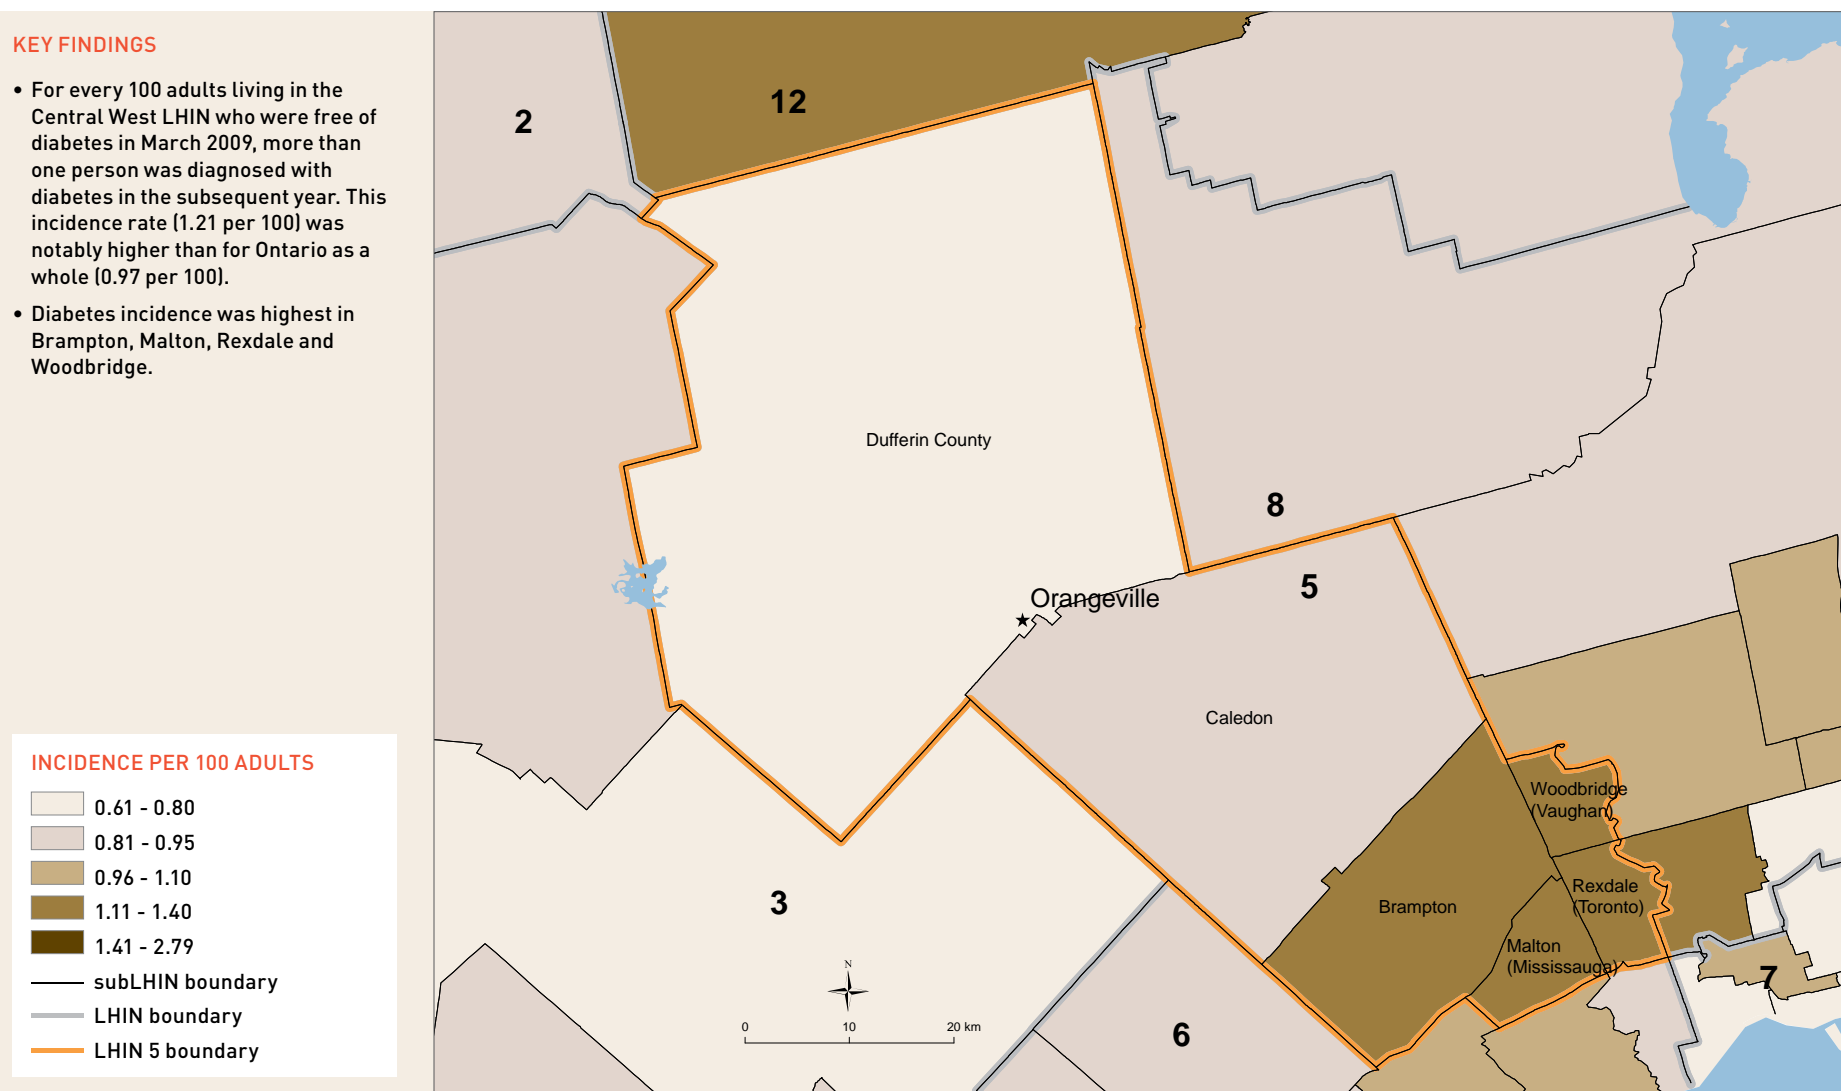 KEY FINDINGS
• For every 100 adults living in the
Central West LHIN who were free of
diabetes in March 2009, more than
one person was diagnosed with
diabetes in the subsequent year. This
incidence rate (1.21 per 100) was
notably higher than for Ontario as a
whole (0.97 per 100).
• Diabetes incidence was highest in
Brampton, Malton, Rexdale and
Woodbridge.
INCIDENCE PER 100 ADULTS
0.61 - 0.80
0.81 - 0.95
0.96 - 1.10
1.11 - 1.40
1.41 - 2.79
subLHIN boundary
LHIN boundary
LHIN 5 boundary
12
2
Dufferin County
8
5
Orangeville
Caledon
Woodbridge
(Vaughan)
Rexdale
(Toronto)
Brampton
3
Malton
(Mississauga)
7
N
0 10 20 km
6